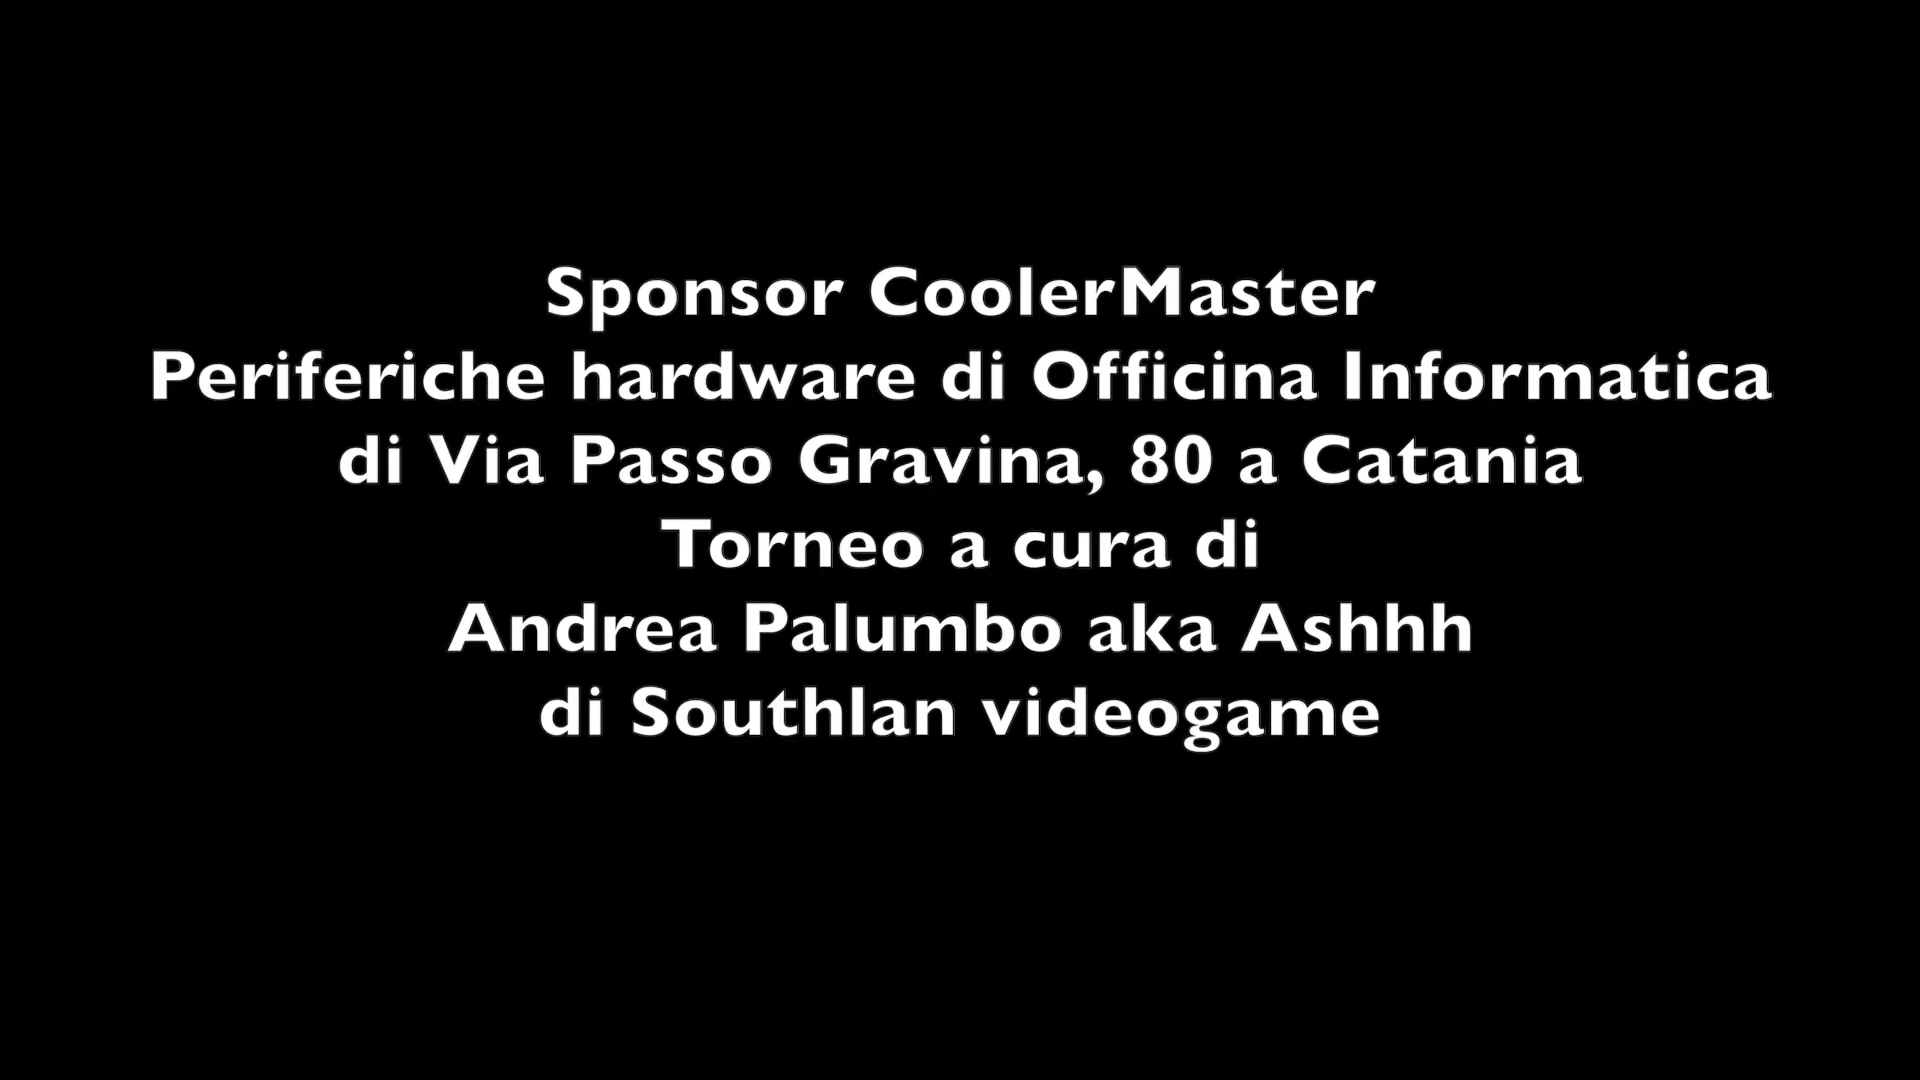 Sponsor CoolerMaster
Periferiche hardware di Officina Informatica
di Via Passo Gravina, 80 a Catania
Torneo a cura di
Andrea Palumbo aka Ashhh
di Southlan videogame